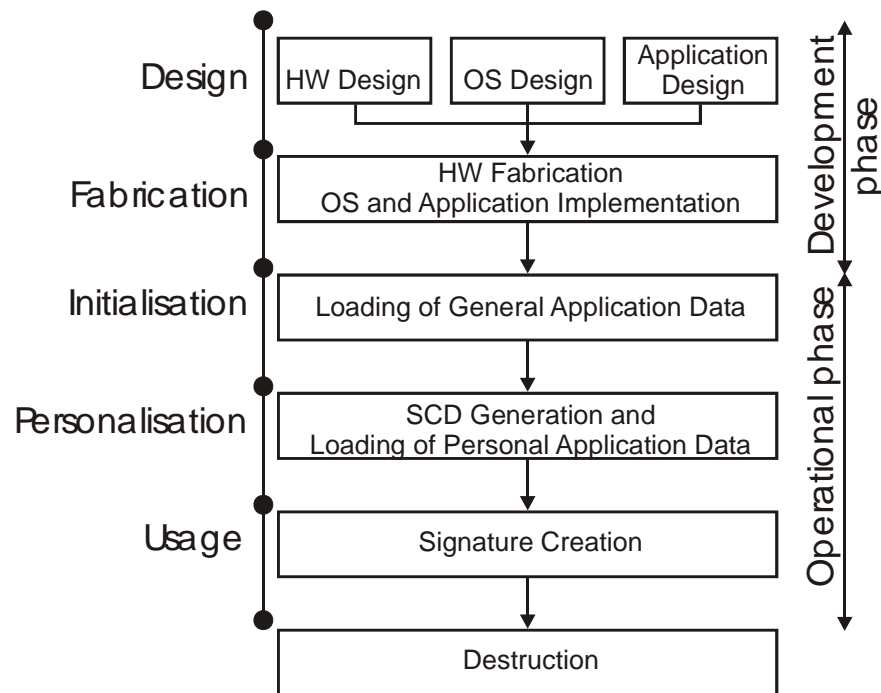 Design
HW Design
OS Design
Application
Design
Fabrication
HW Fabrication
OS and Application Implementation
Initialisation
Loading of General Application Data
Personalisation
SCD Generation and
Loading of Personal Application Data
Usage
Signature Creation
Destruction
Development
phase
Operational phase